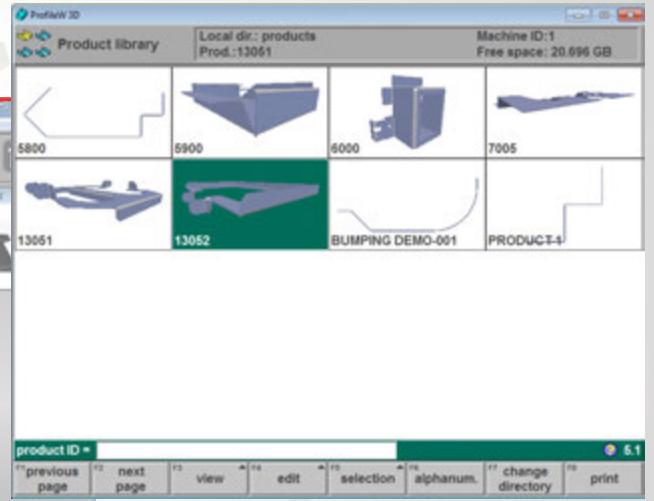 ProfileW 3D
Product library
Local dir.: products
Prod.:13051
Machine ID:1
Free space: 20.696 GB
5800
5900
6000
7005
13051
13052
BUMPING DEMO-001
PRODUCT-1
product ID =
5.1
F1 previous page
F2 next page
F3 view
F4 edit
F5 selection
F6 alphanum.
F7 change directory
F8 print